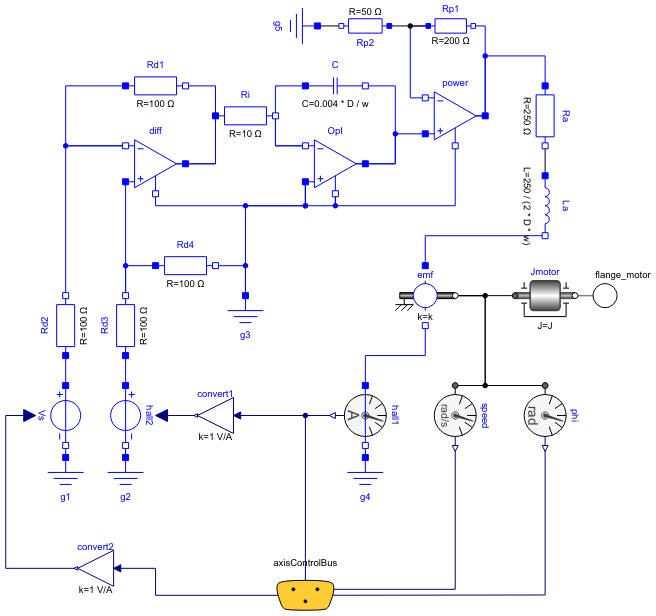 g5
R=50 Ω
Rp2
Rp1
R=200 Ω
Rd1
R=100 Ω
Ri
R=10 Ω
C
C=0.004 * D / w
power
diff
OpI
R=250 Ω
Ra
L=250 / (2 * D * w)
La
Rd4
R=100 Ω
g3
emf
k=k
Jmotor
J=J
flange_motor
Rd2
R=100 Ω
Rd3
R=100 Ω
Vs
hall2
convert1
k=1 V/A
A
hall1
rad/s
speed
rad
phi
g1
g2
g4
convert2
k=1 V/A
axisControlBus